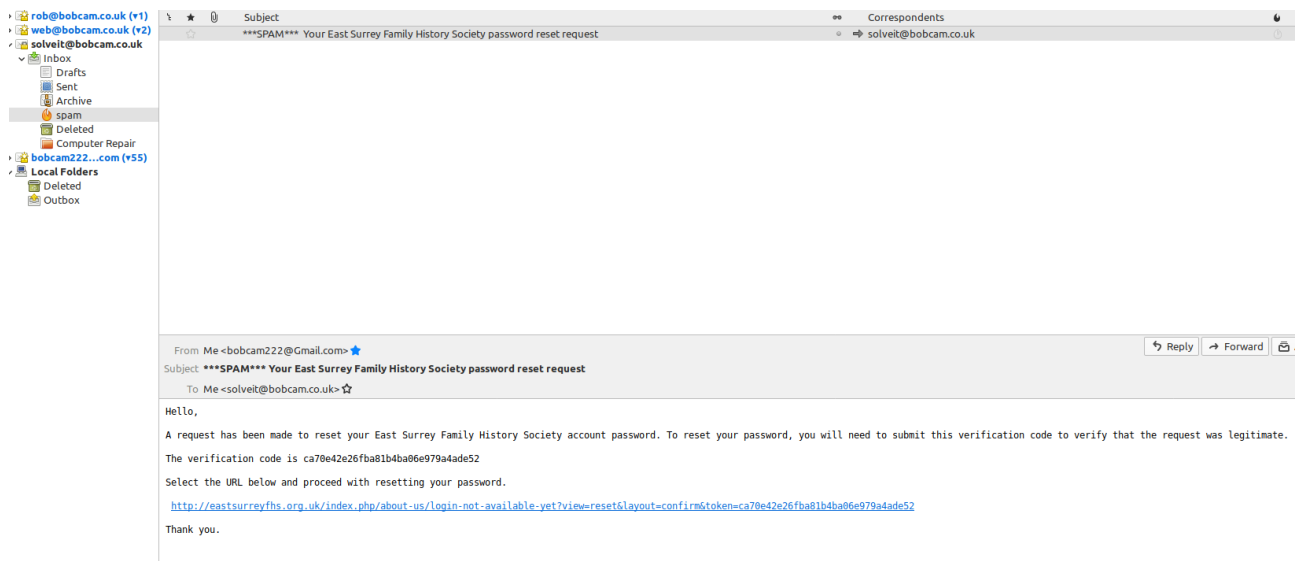 rob@bobcam.co.uk (▾1)
web@bobcam.co.uk (▾2)
solveit@bobcam.co.uk
Inbox
Drafts
Sent
Archive
spam
Deleted
Computer Repair
bobcam222...com (▾55)
Local Folders
Deleted
Outbox
Subject Correspondents
***SPAM*** Your East Surrey Family History Society password reset request solveit@bobcam.co.uk
Reply Forward
From Me <bobcam222@Gmail.com>
Subject ***SPAM*** Your East Surrey Family History Society password reset request
To Me <solveit@bobcam.co.uk>
Hello,
A request has been made to reset your East Surrey Family History Society account password. To reset your password, you will need to submit this verification code to verify that the request was legitimate.
The verification code is ca70e42e26fba81b4ba06e979a4ade52
Select the URL below and proceed with resetting your password.
http://eastsurreyfhs.org.uk/index.php/about-us/login-not-available-yet?view=reset&layout=confirm&token=ca70e42e26fba81b4ba06e979a4ade52
Thank you.